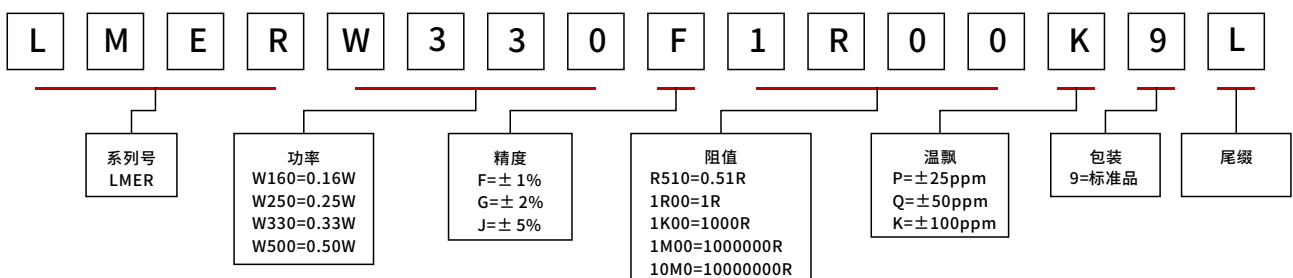 L M E R W 3 3 0 F 1 R 0 0 K 9 L
系列号
LMER
功率
W160=0.16W
W250=0.25W
W330=0.33W
W500=0.50W
精度
F=± 1%
G=± 2%
J=± 5%
阻值
R510=0.51R
1R00=1R
1K00=1000R
1M00=1000000R
10M0=10000000R
温飘
P=±25ppm
Q=±50ppm
K=±100ppm
包装
9=标准品
尾缀